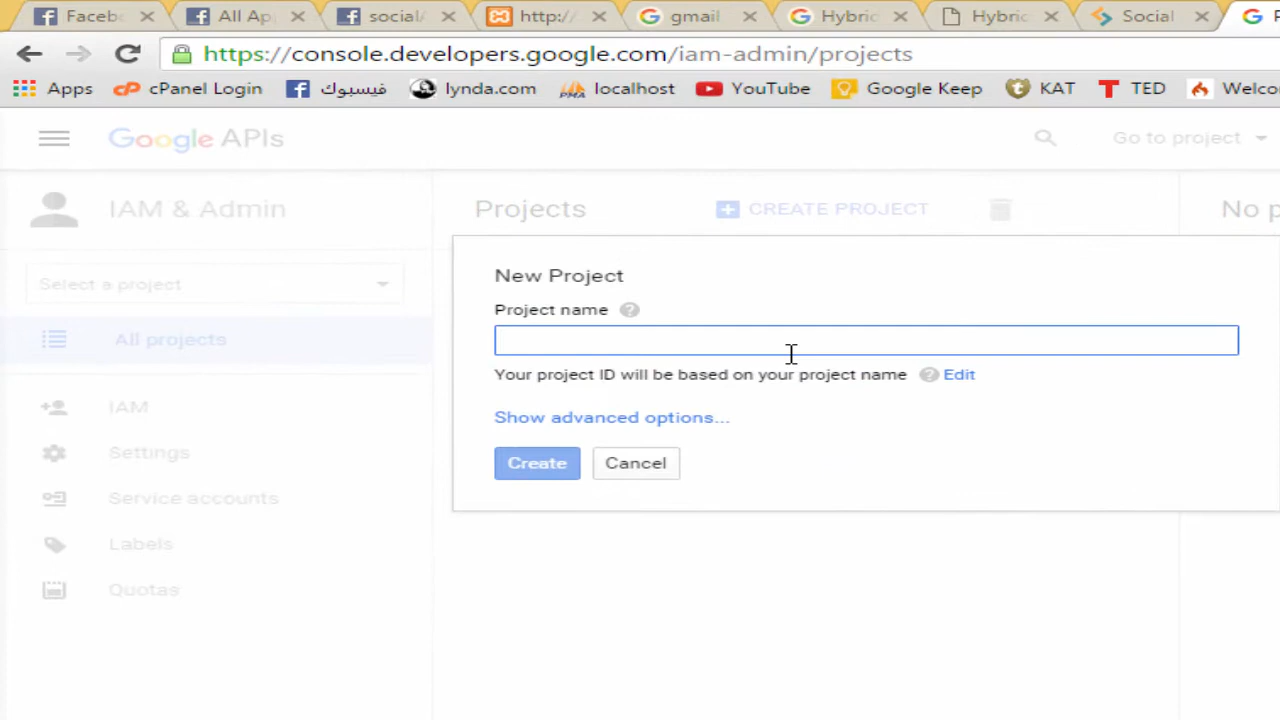 Facebo All Ap social/ http:// gmail Hybric Hybric Social
https://console.developers.google.com/iam-admin/projects
Apps cPanel Login فيسبوك lynda.com localhost YouTube Google Keep KAT TED Welco
Google APIs Go to project
IAM & Admin Projects CREATE PROJECT No p
Select a project
New Project
Project name
All projects
Your project ID will be based on your project name Edit
IAM
Show advanced options...
Settings
Create Cancel
Service accounts
Labels
Quotas